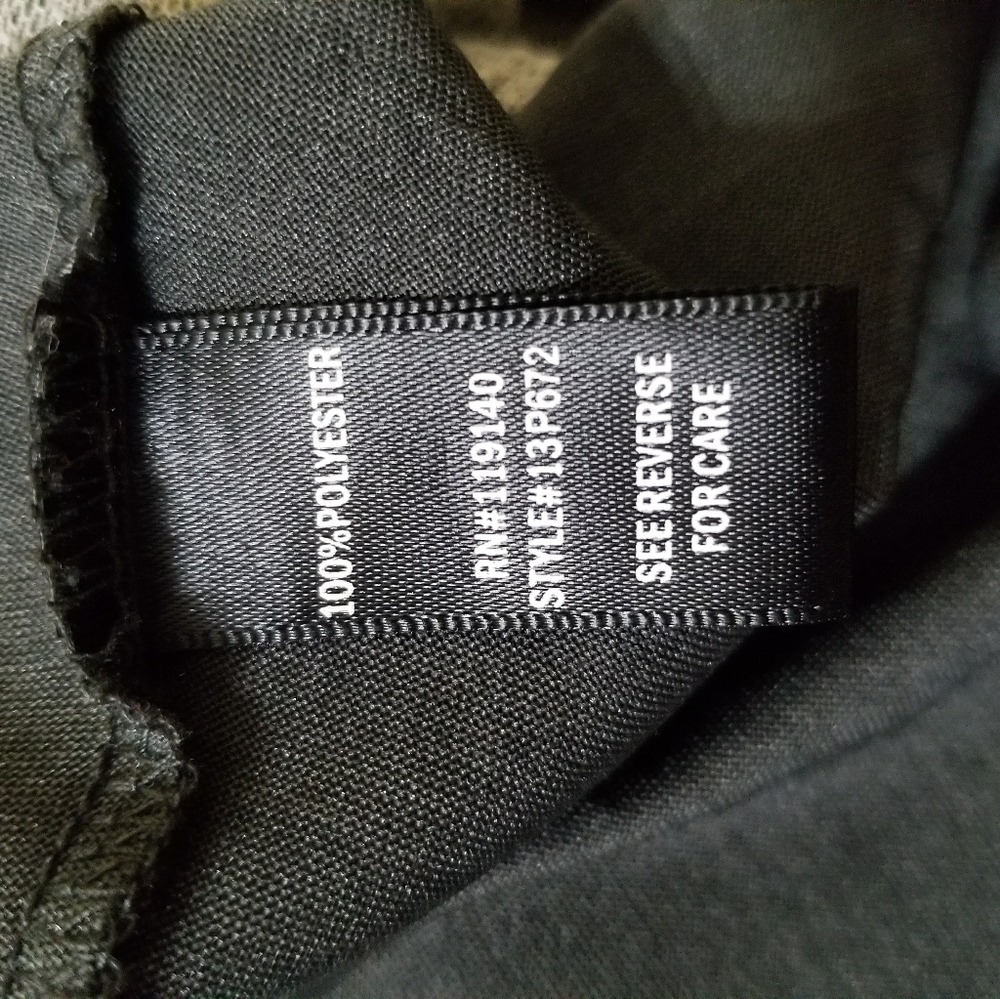 100%POLYESTER
RN#119140
STYLE#13P672
SEE REVERSE
FOR CARE